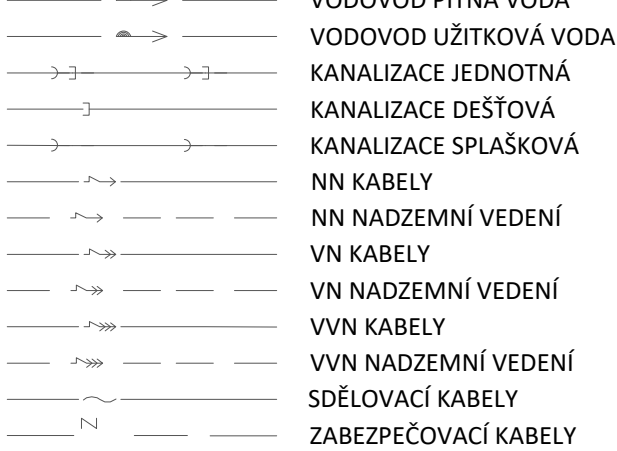 VODOVOD PITNÁ VODA
VODOVOD UŽITKOVÁ VODA
KANALIZACE JEDNOTNÁ
KANALIZACE DEŠŤOVÁ
KANALIZACE SPLAŠKOVÁ
NN KABELY
NN NADZEMNÍ VEDENÍ
VN KABELY
VN NADZEMNÍ VEDENÍ
VVN KABELY
VVN NADZEMNÍ VEDENÍ
SDĚLOVACÍ KABELY
N ZABEZPEČOVACÍ KABELY